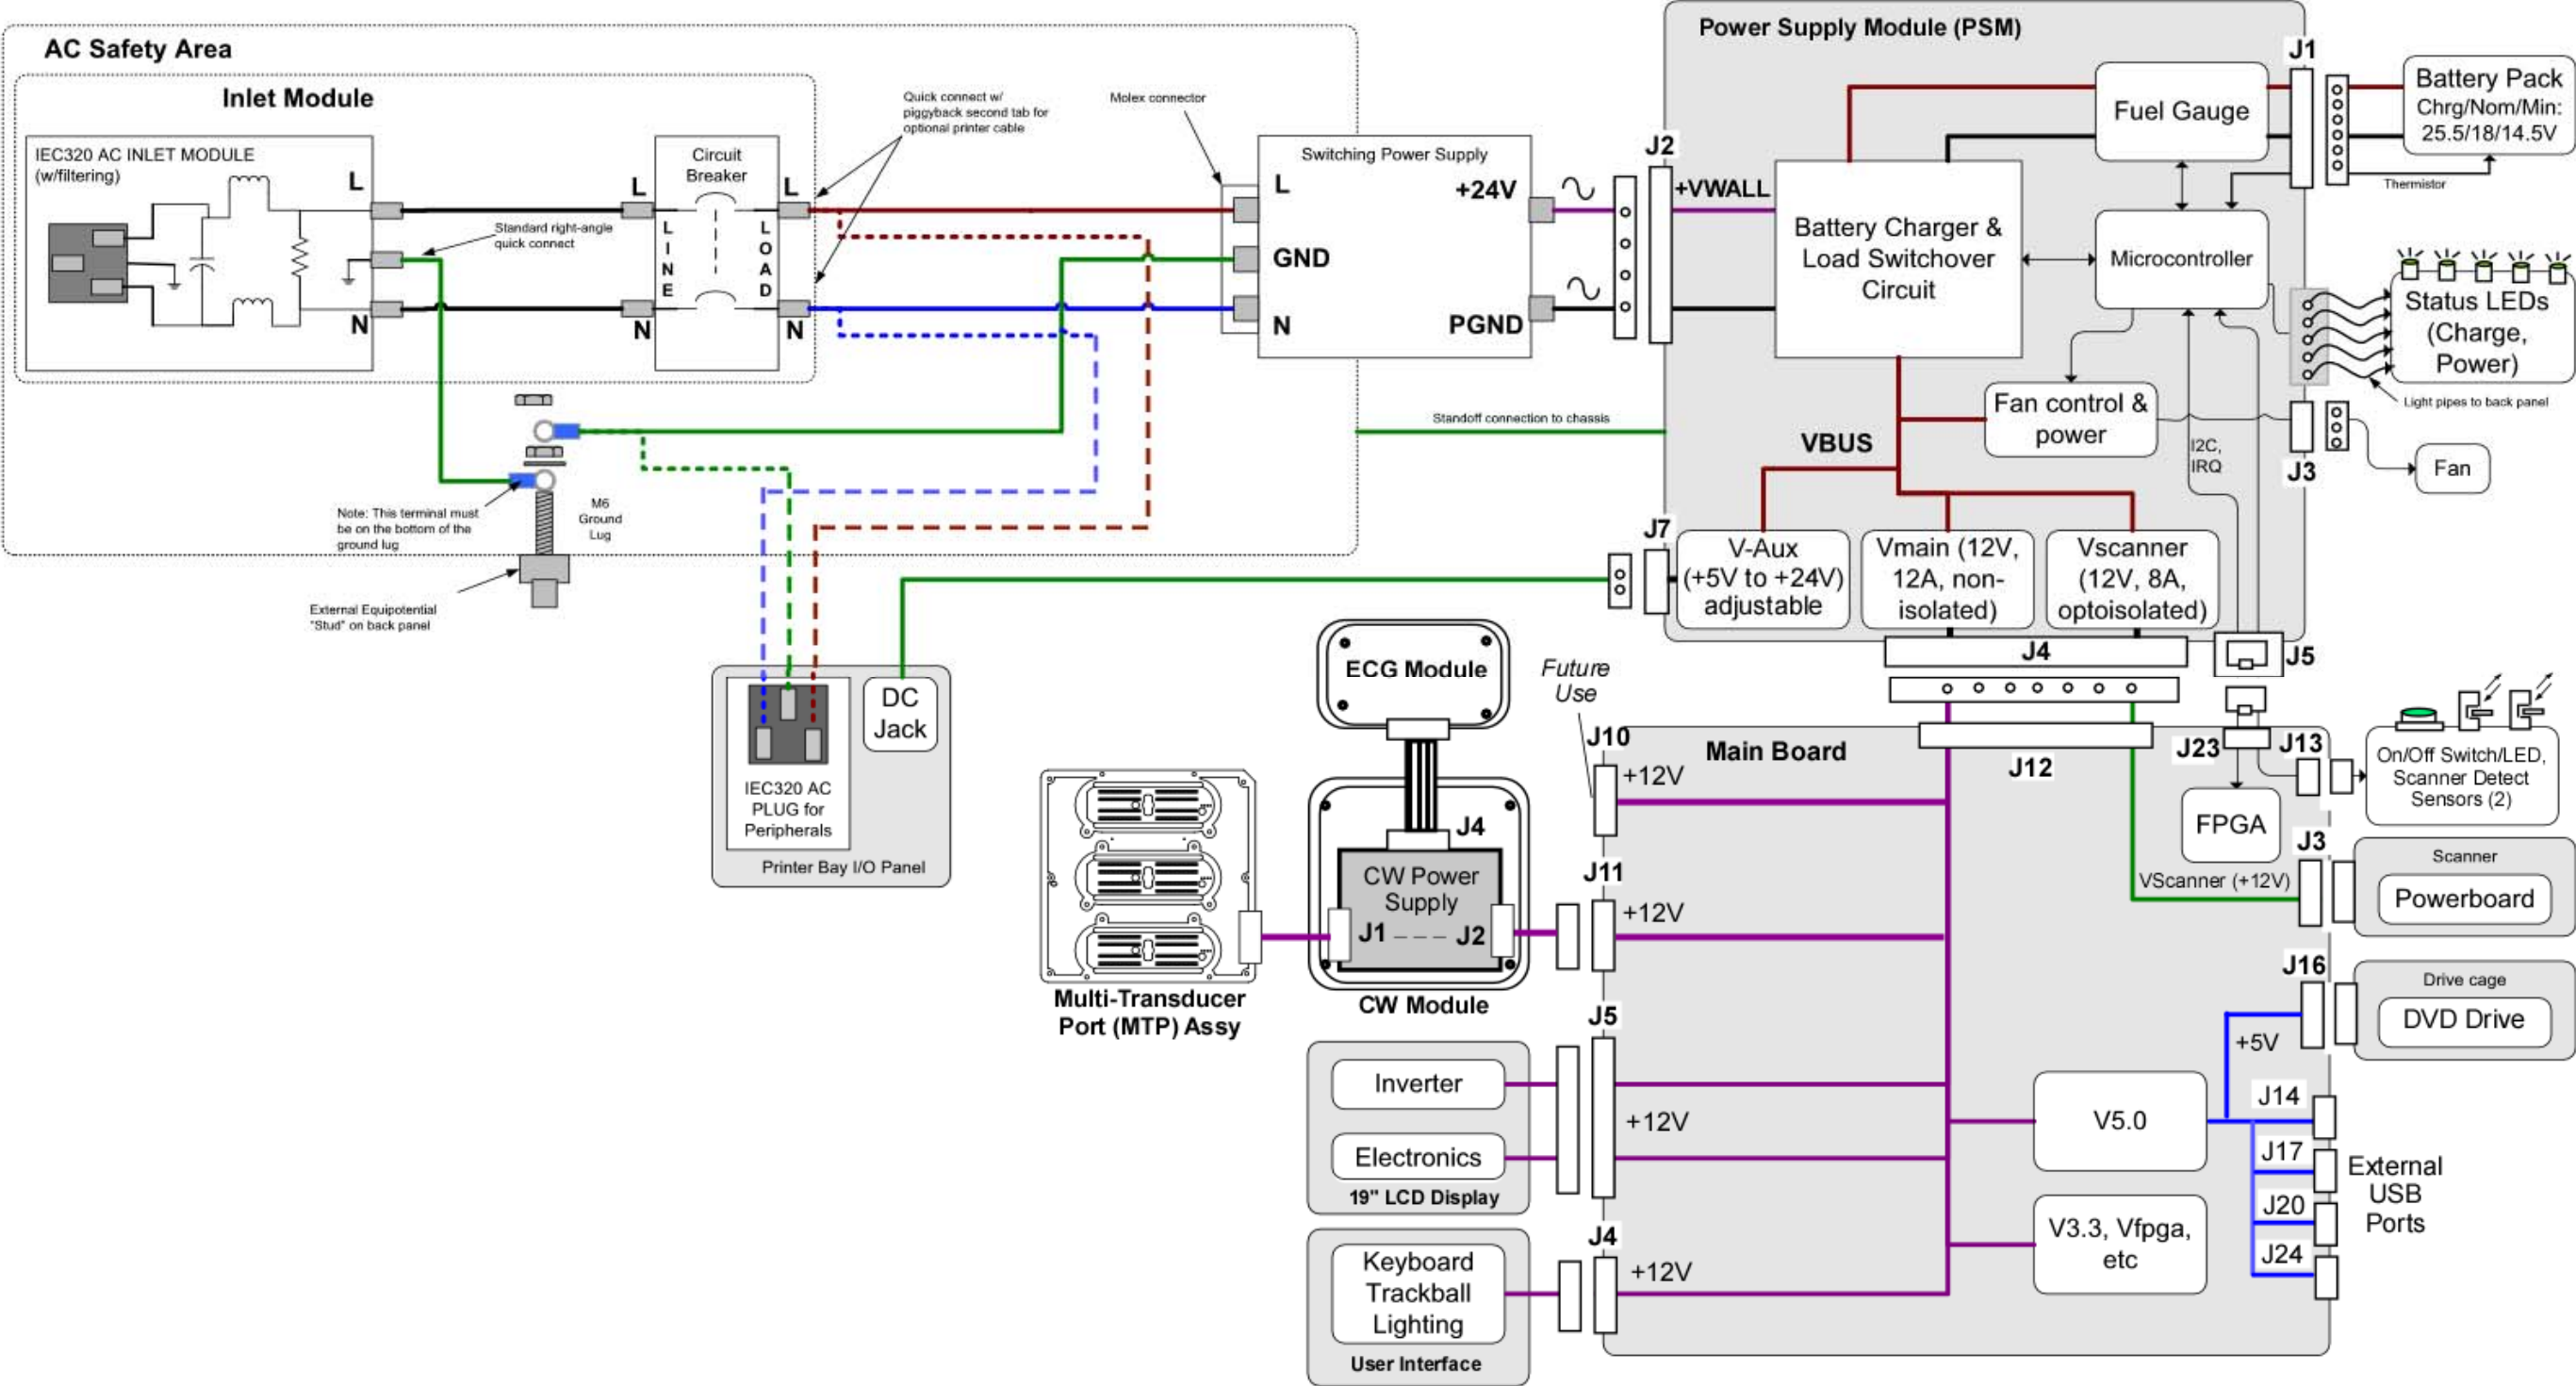 AC Safety Area
Inlet Module
IEC320 AC INLET MODULE
(w/filtering)
L
N
Standard right-angle
quick connect
L
N
Circuit
Breaker
LINE
LOAD
L
N
Quick connect w/
piggyback second tab for
optional printer cable
Molex connector
Switching Power Supply
L
GND
N
+24V
PGND
Note: This terminal must
be on the bottom of the
ground lug
M6
Ground
Lug
External Equipotential
"Stud" on back panel
Standoff connection to chassis
IEC320 AC
PLUG for
Peripherals
DC
Jack
Printer Bay I/O Panel
Power Supply Module (PSM)
J2
+VWALL
Battery Charger &
Load Switchover
Circuit
Fuel Gauge
Microcontroller
J1
Battery Pack
Chrg/Nom/Min:
25.5/18/14.5V
Thermistor
Status LEDs
(Charge,
Power)
Light pipes to back panel
Fan control &
power
VBUS
I2C,
IRQ
J3
Fan
J7
V-Aux
(+5V to +24V)
adjustable
Vmain (12V,
12A, non-
isolated)
Vscanner
(12V, 8A,
optoisolated)
J4
J5
ECG Module
Future
Use
J4
CW Power
Supply
J1
J2
CW Module
Multi-Transducer
Port (MTP) Assy
Main Board
J10
+12V
J12
J23
J13
On/Off Switch/LED,
Scanner Detect
Sensors (2)
FPGA
J11
+12V
J3
VScanner (+12V)
Scanner
Powerboard
J16
Drive cage
DVD Drive
+5V
J5
Inverter
+12V
Electronics
19" LCD Display
V5.0
J14
J17
J20
J24
External
USB
Ports
V3.3, Vfpga,
etc
J4
+12V
Keyboard
Trackball
Lighting
User Interface